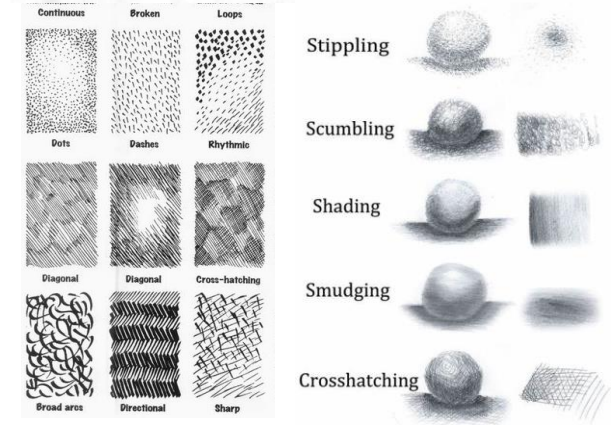 Continuous Broken Loops
Dots Dashes Rhythmic
Diagonal Diagonal Cross-hatching
Broad arcs Directional Sharp
Stippling
Scumbling
Shading
Smudging
Crosshatching